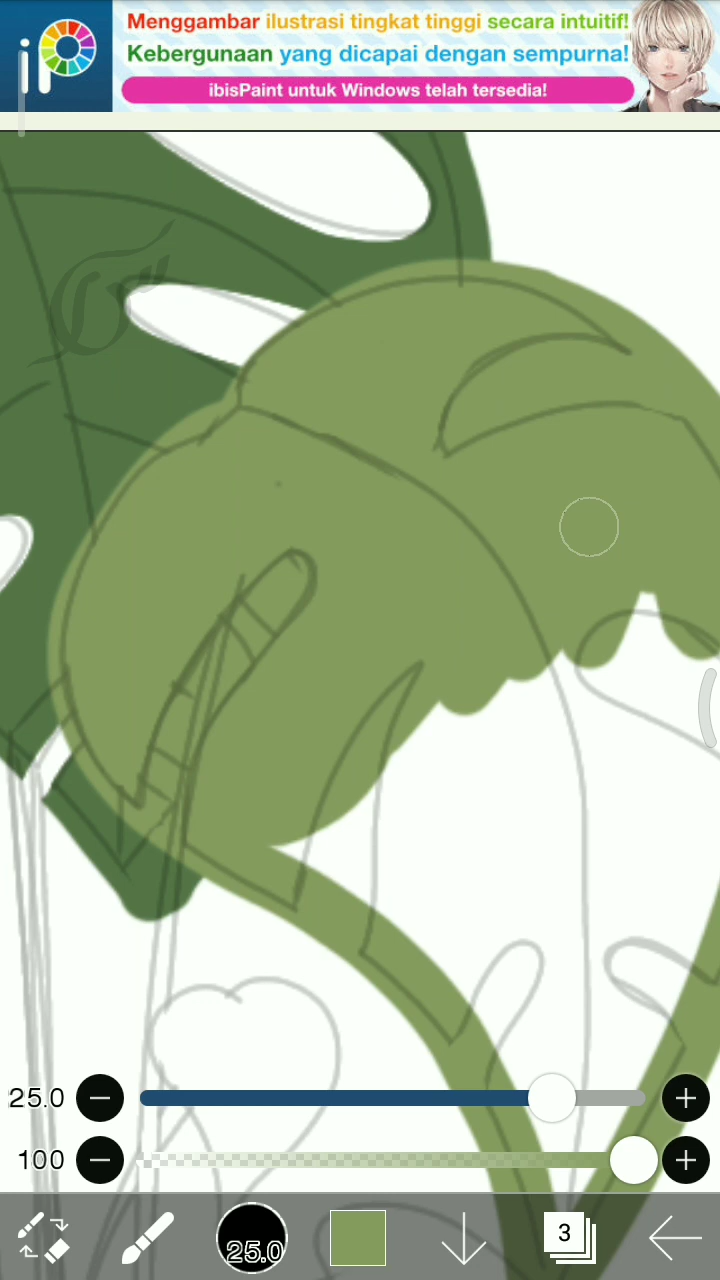 ip
Menggambar ilustrasi tingkat tinggi secara intuitif!
Kebergunaan yang dicapai dengan sempurna!
ibisPaint untuk Windows telah tersedia!
25.0
100
25.0
3